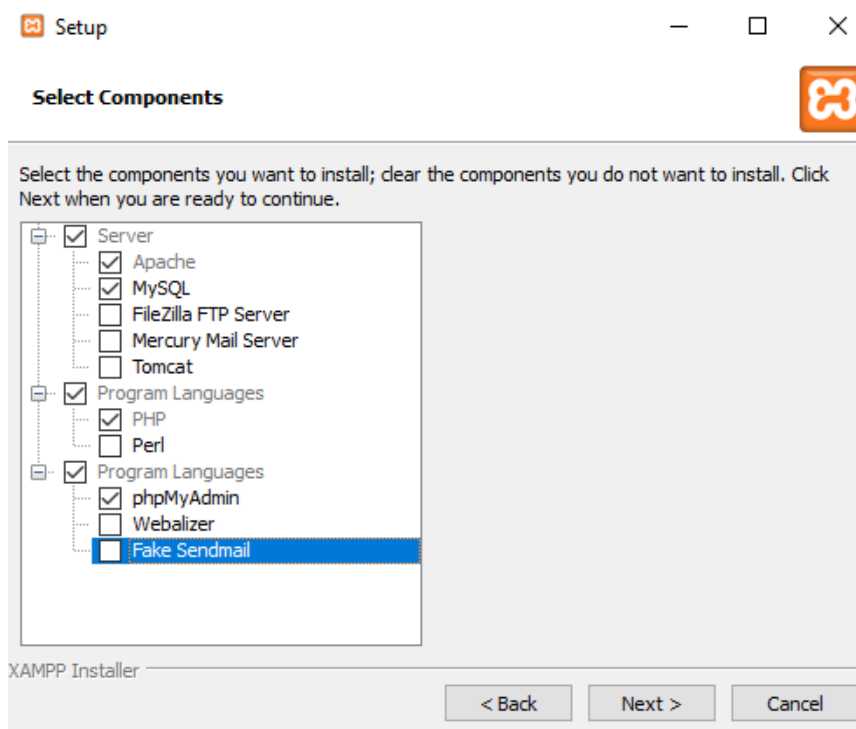 Setup
Select Components
Select the components you want to install; clear the components you do not want to install. Click
Next when you are ready to continue.
Server
Apache
MySQL
FileZilla FTP Server
Mercury Mail Server
Tomcat
Program Languages
PHP
Perl
Program Languages
phpMyAdmin
Webalizer
Fake Sendmail
XAMPP Installer
< Back
Next >
Cancel